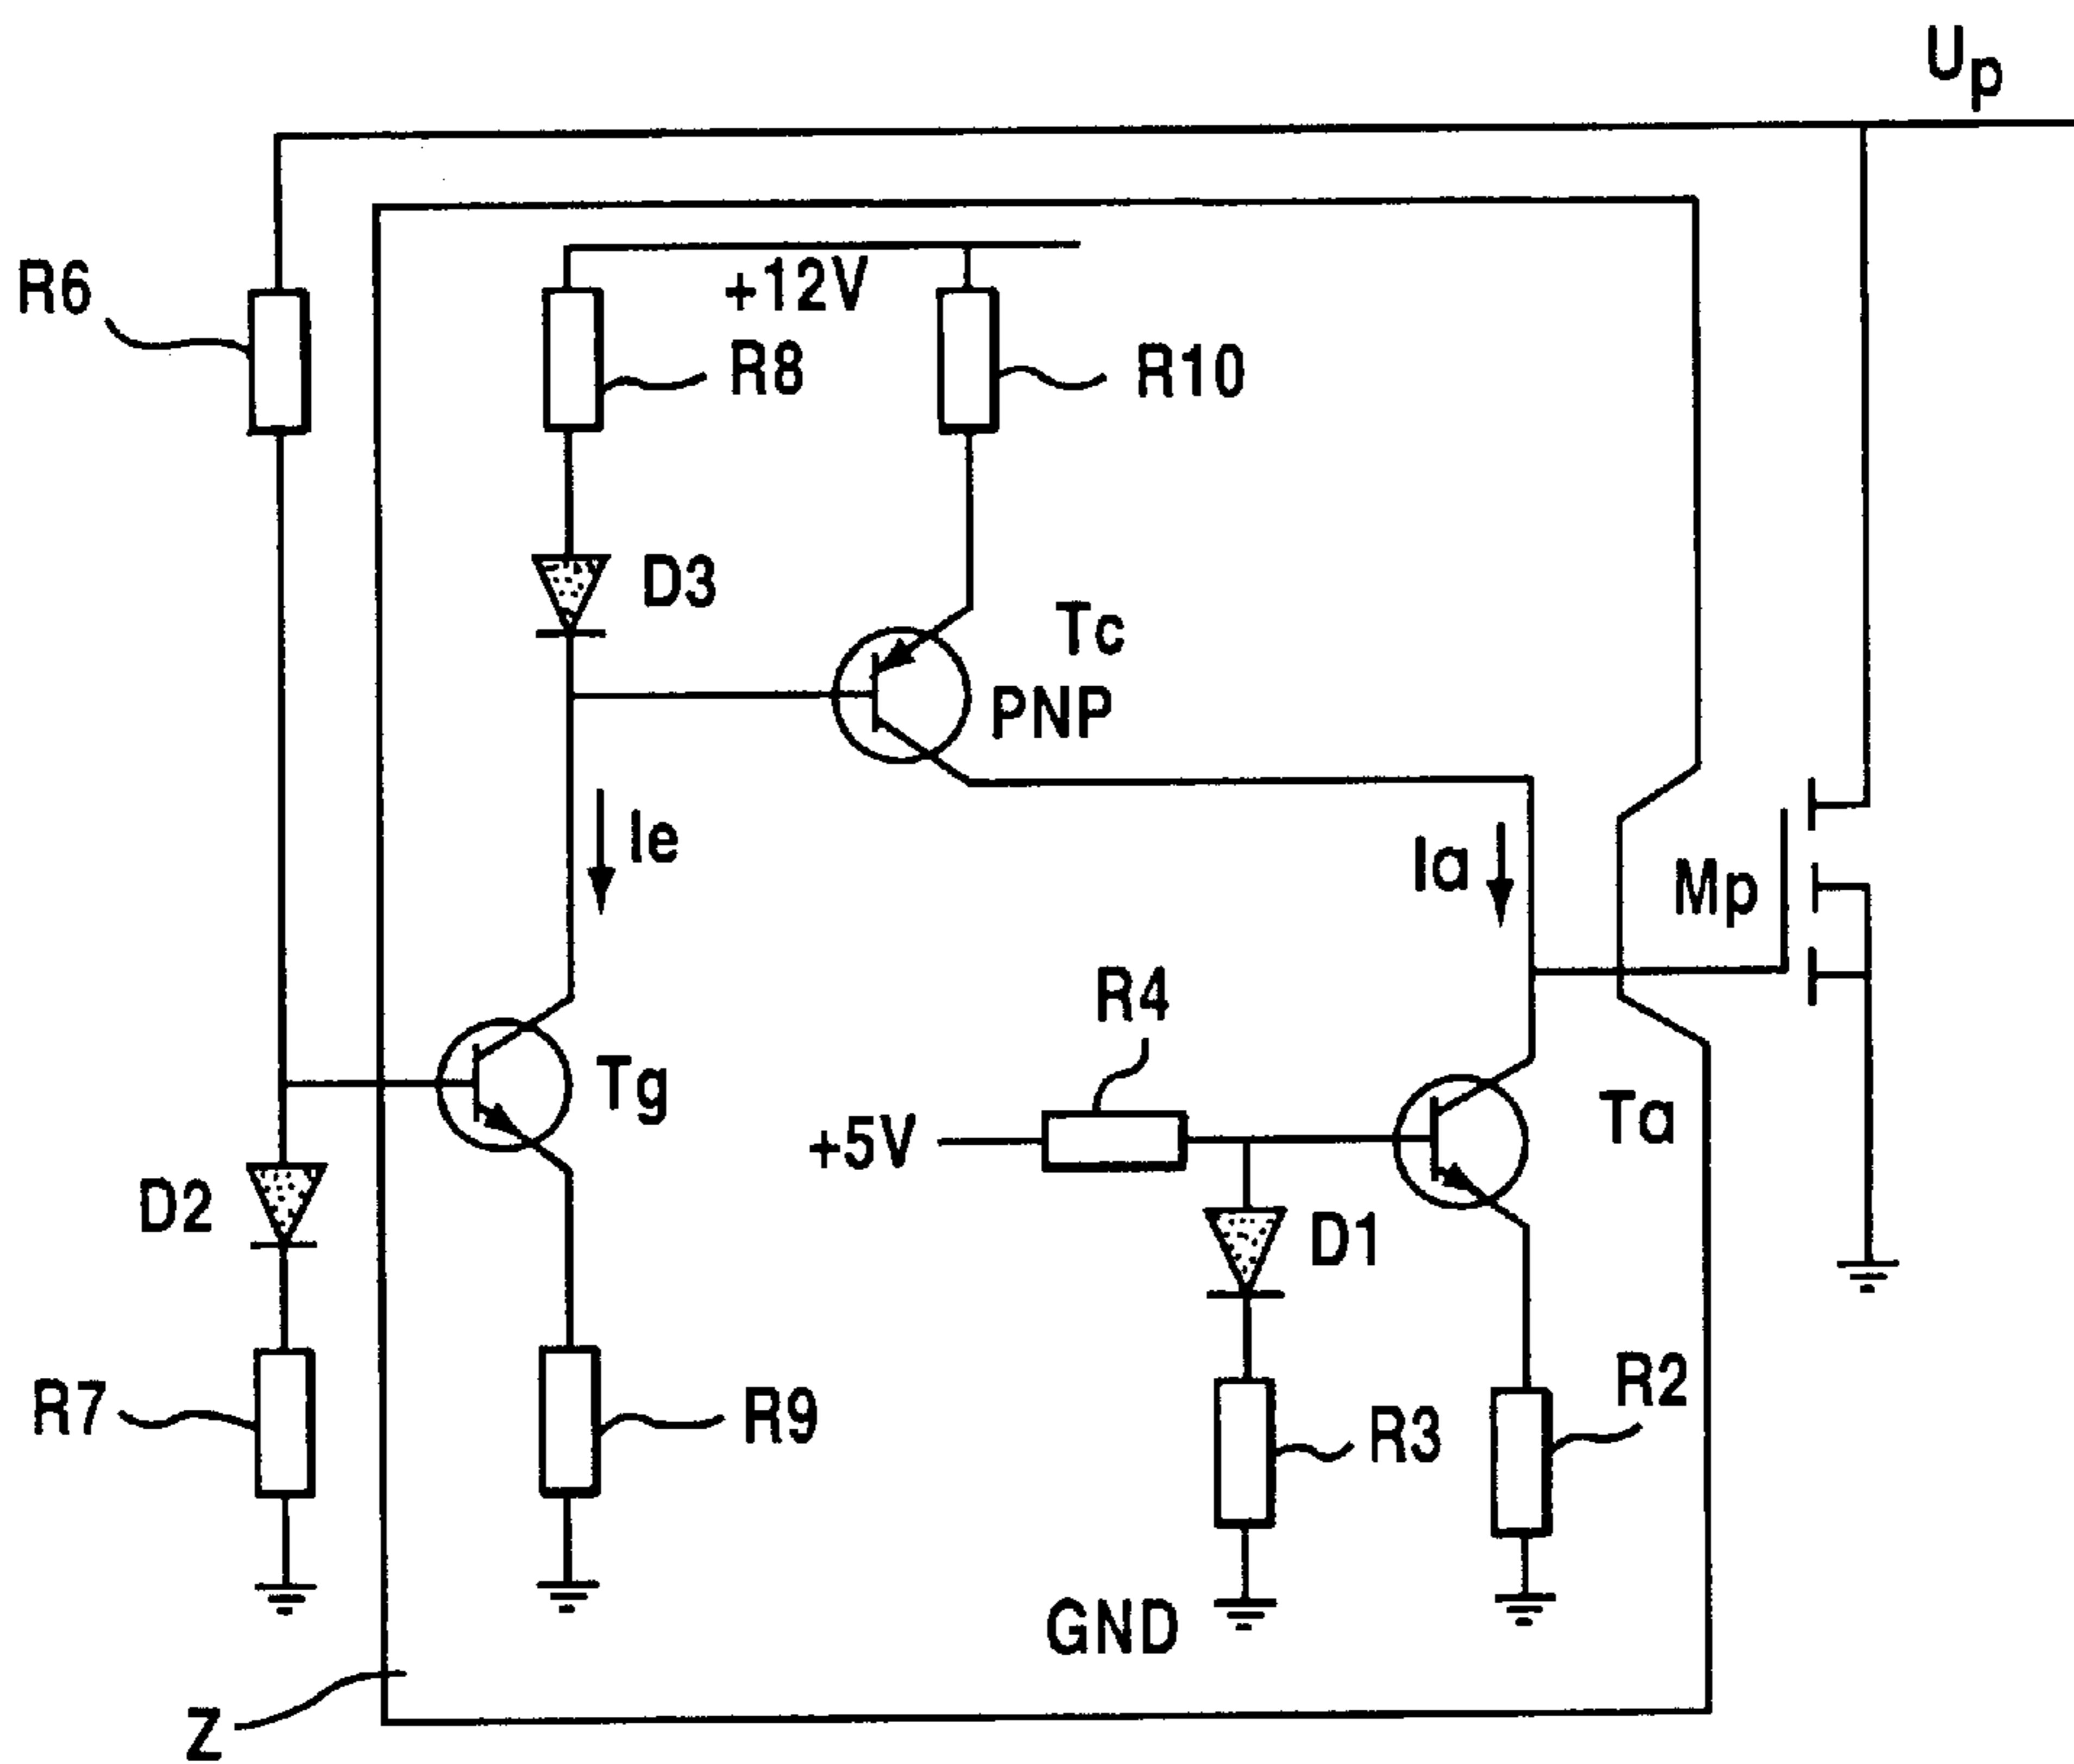 Up
R6
+12V
R8
R10
D3
Tc
PNP
Ie
Ia
Mp
R4
Tg
+5V
Ta
D2
D1
R7
R9
R3
R2
GND
Z